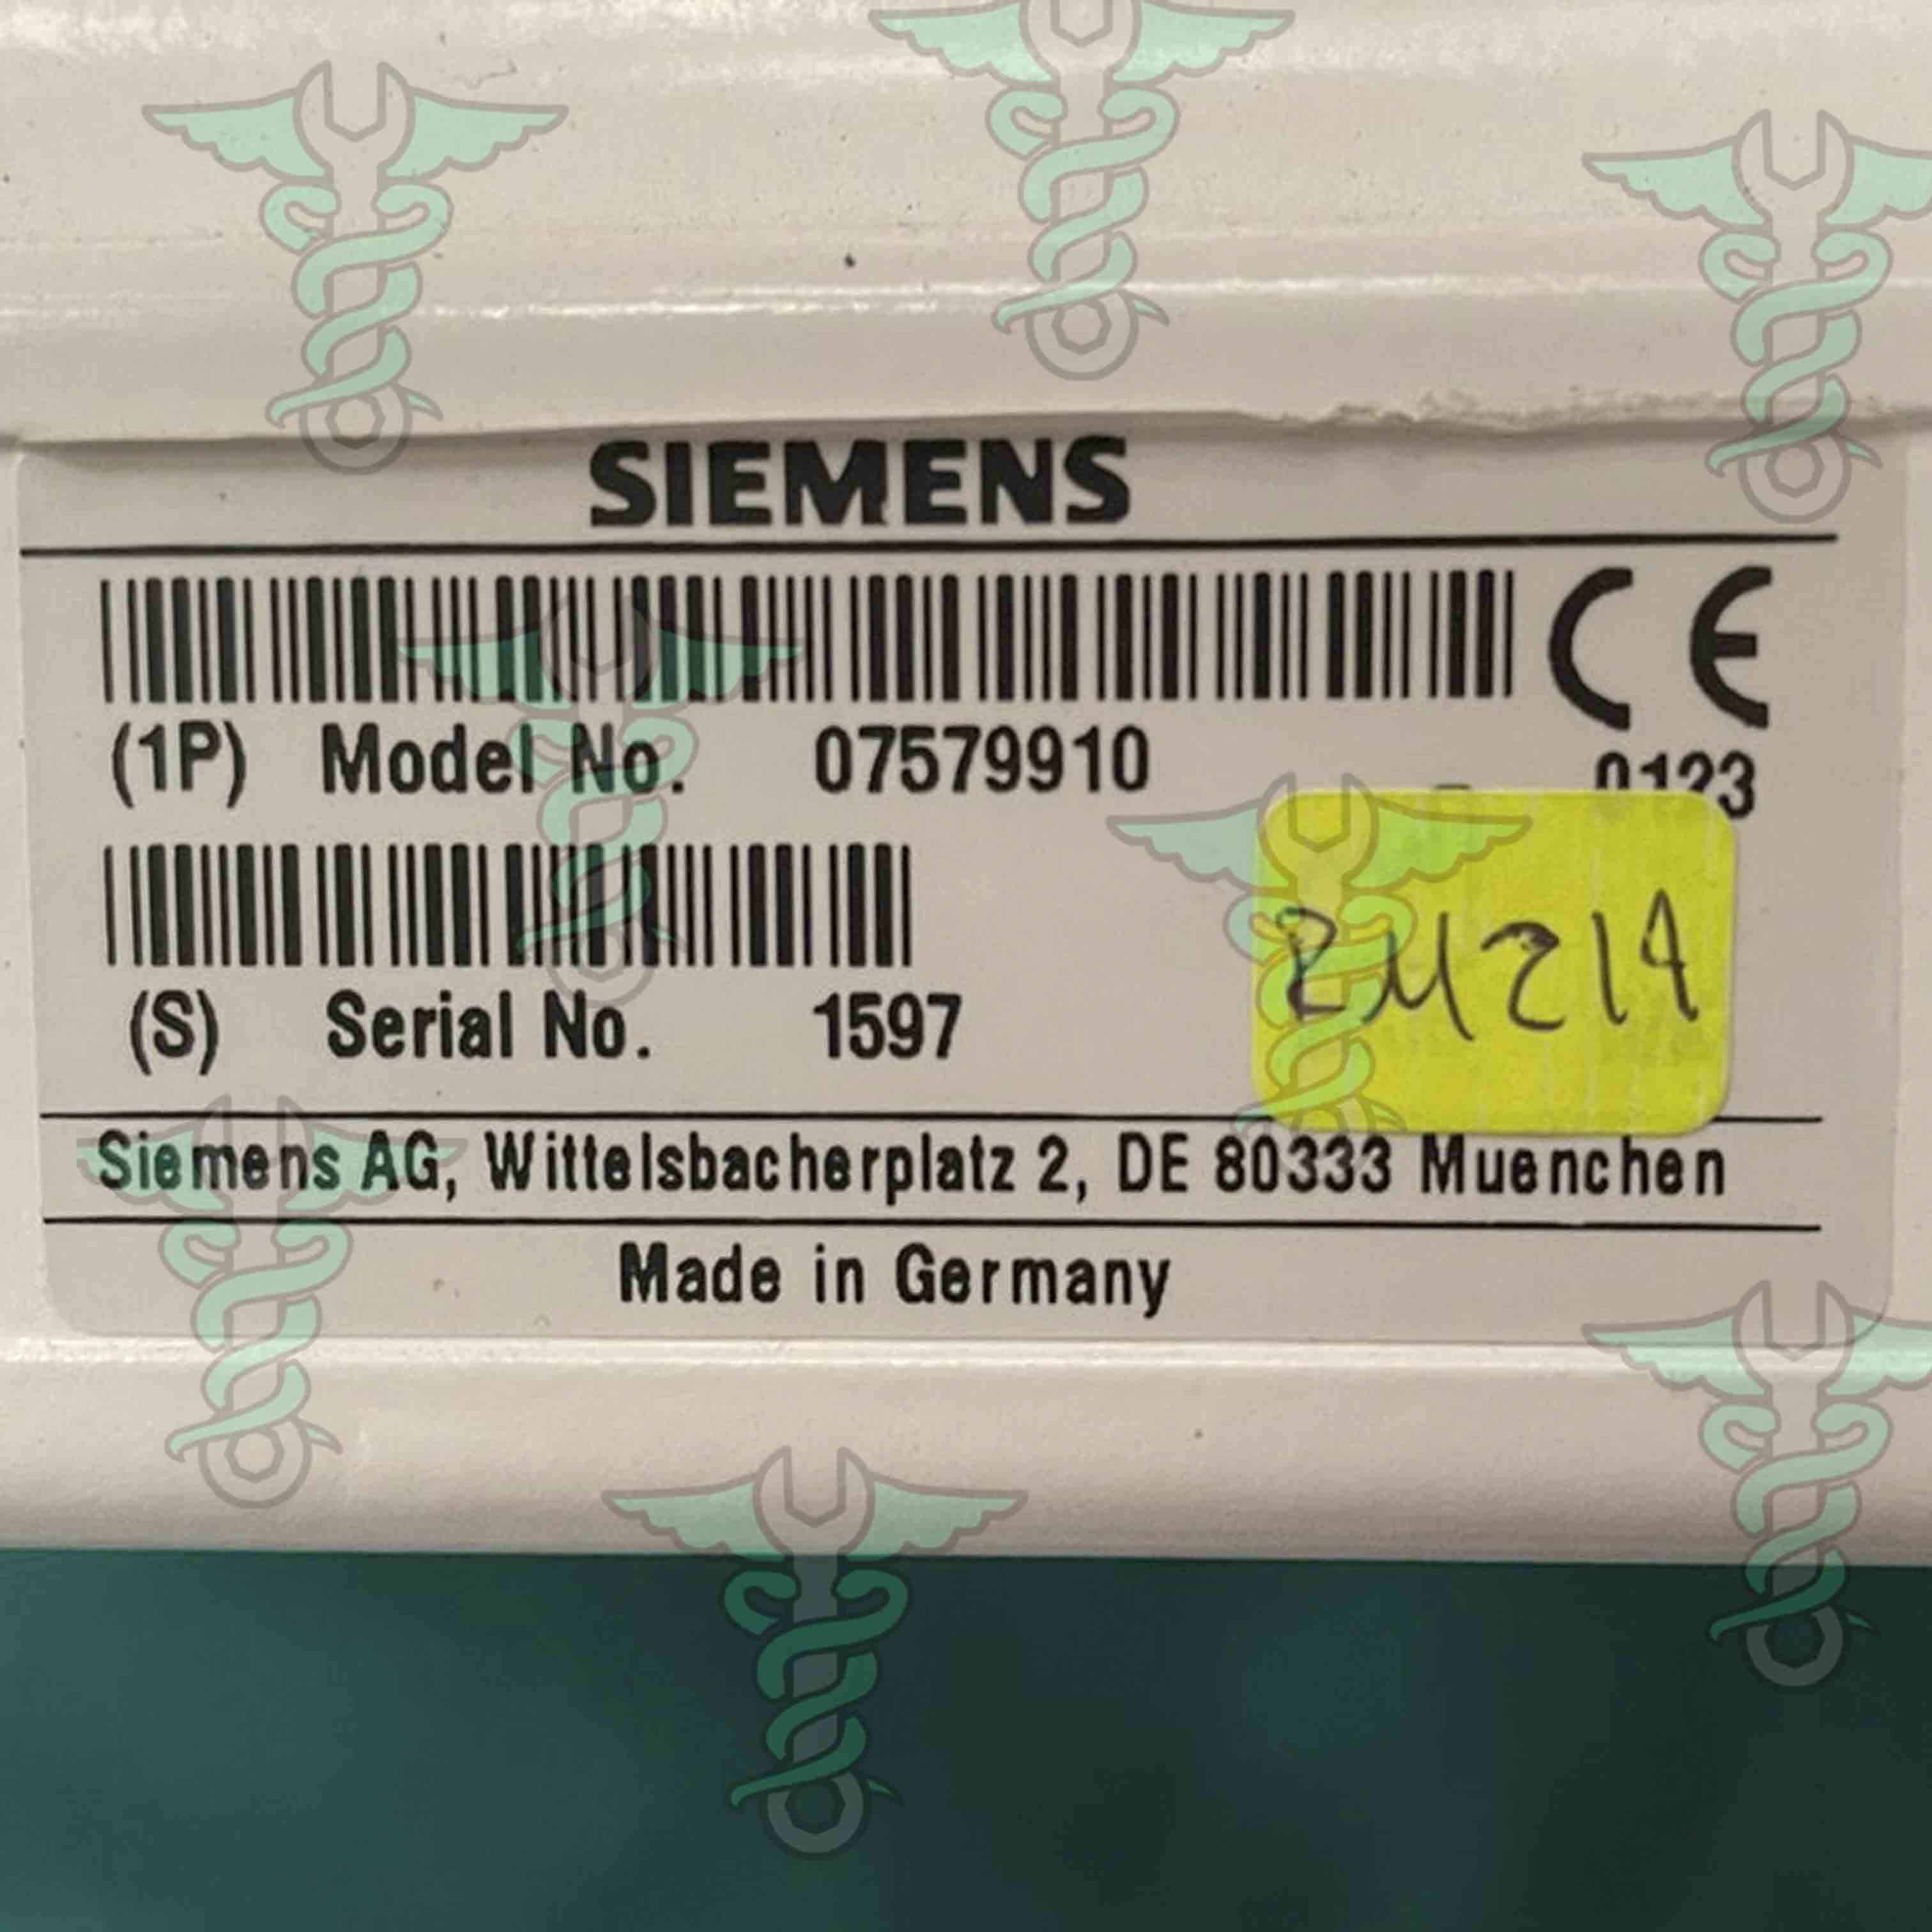 SIEMENS
CE
(1P) Model No. 07579910
0123
(S) Serial No. 1597
Siemens AG, Wittelsbacherplatz 2, DE 80333 Muenchen
Made in Germany